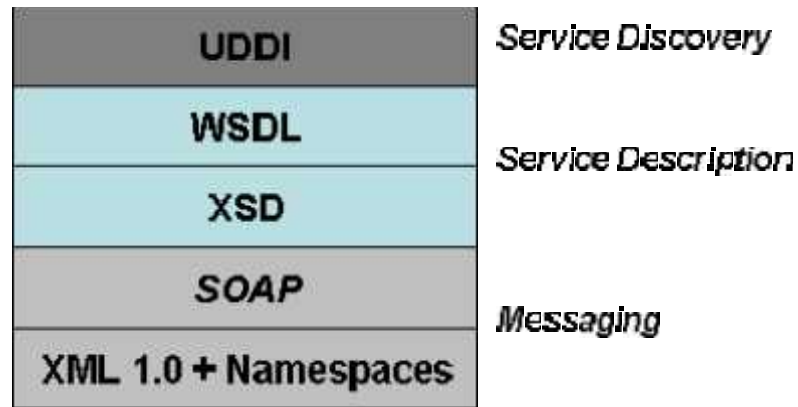 UDDI
Service Discovery
WSDL
Service Description
XSD
SOAP
Messaging
XML 1.0 + Namespaces